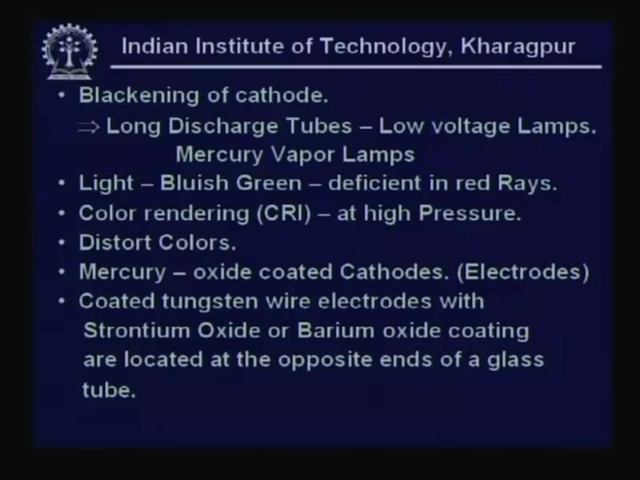 Indian Institute of Technology, Kharagpur
• Blackening of cathode.
⇒ Long Discharge Tubes – Low voltage Lamps.
Mercury Vapor Lamps
• Light – Bluish Green – deficient in red Rays.
• Color rendering (CRI) – at high Pressure.
• Distort Colors.
• Mercury – oxide coated Cathodes. (Electrodes)
• Coated tungsten wire electrodes with
Strontium Oxide or Barium oxide coating
are located at the opposite ends of a glass
tube.